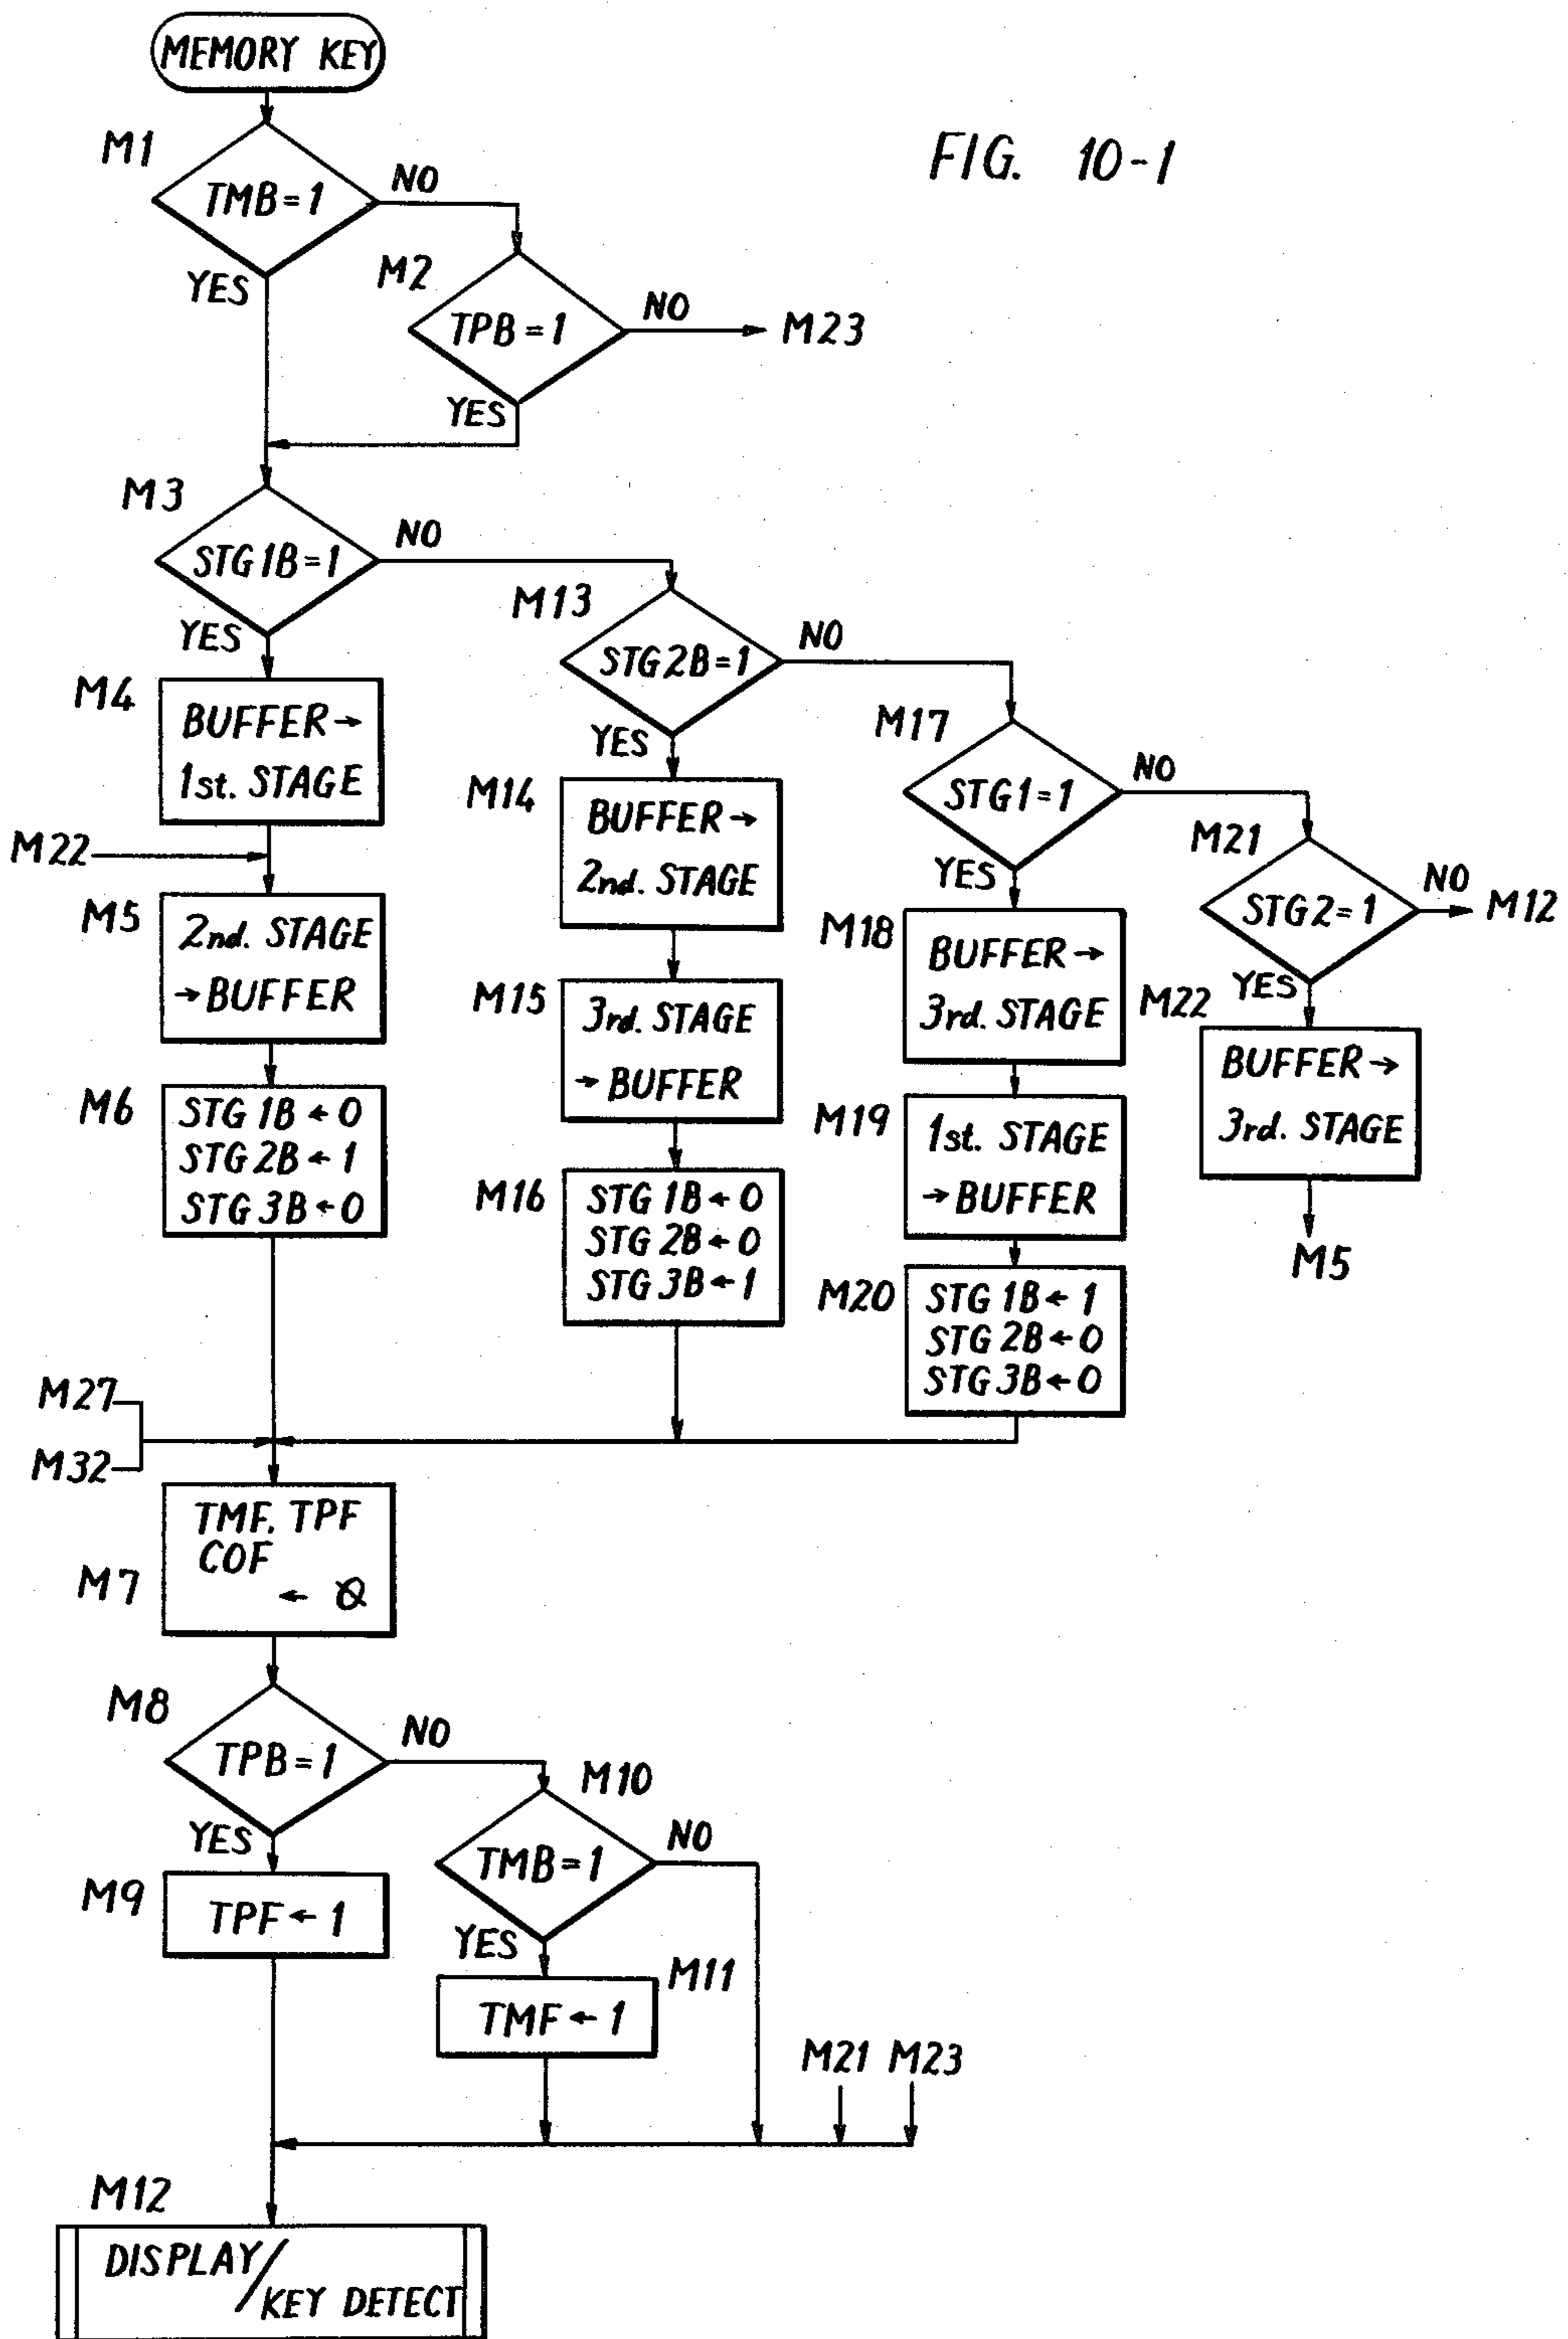 MEMORY KEY
FIG. 10-1
M1
TMB=1
NO
YES
M2
TPB=1
NO
M23
YES
M3
STG1B=1
NO
YES
M13
STG2B=1
NO
YES
M17
STG1=1
NO
YES
M21
STG2=1
NO
M12
YES
M4
BUFFER→
1st. STAGE
M22
M5
2nd. STAGE
→BUFFER
M6
STG 1B←0
STG 2B←1
STG 3B←0
M14
BUFFER→
2nd. STAGE
M15
3rd. STAGE
→BUFFER
M16
STG 1B←0
STG 2B←0
STG 3B←1
M18
BUFFER→
3rd. STAGE
M19
1st. STAGE
→BUFFER
M20
STG 1B←1
STG 2B←0
STG 3B←0
M22
BUFFER→
3rd. STAGE
M5
M27
M32
M7
TMF. TPF
COF
← 0
M8
TPB=1
NO
YES
M9
TPF←1
M10
TMB=1
NO
YES
M11
TMF←1
M21 M23
M12
DISPLAY/
KEY DETECT